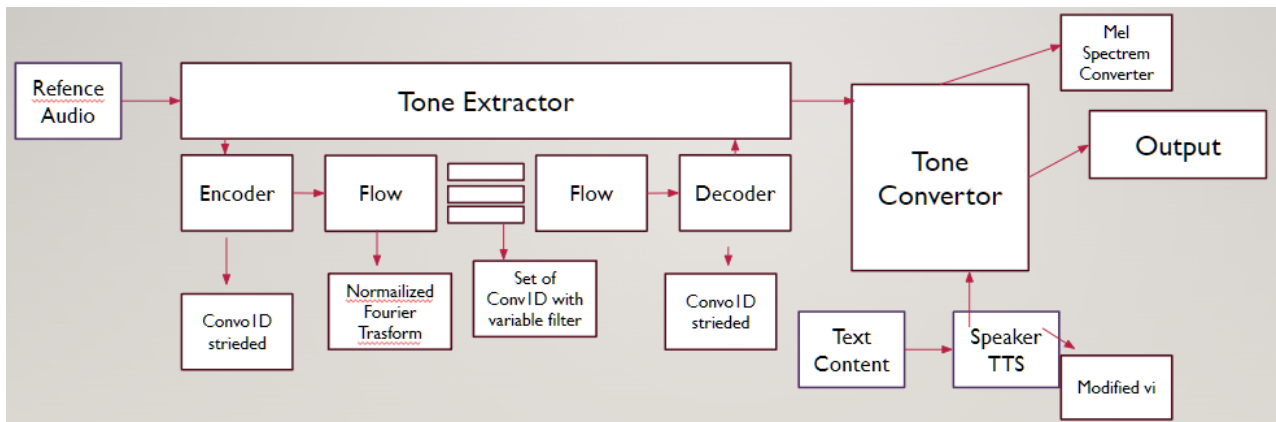 Refence
Audio
Tone Extractor
Encoder
Flow
Flow
Decoder
Convo1D
strieded
Normailized
Fourier
Trasform
Set of
Conv1D with
variable filter
Convo1D
strieded
Mel
Spectrem
Converter
Tone
Convertor
Output
Text
Content
Speaker
TTS
Modified vi